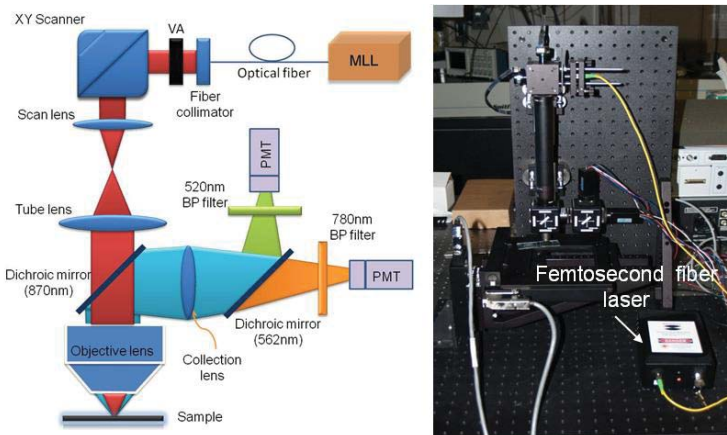 XY Scanner
VA
MLL
Optical fiber
Fiber
collimator
Scan lens
PMT
520nm
BP filter
Tube lens
780nm
BP filter
Dichroic mirror
(870nm)
PMT
Dichroic mirror
(562nm)
Objective lens
Collection
lens
Sample
Femtosecond fiber
laser